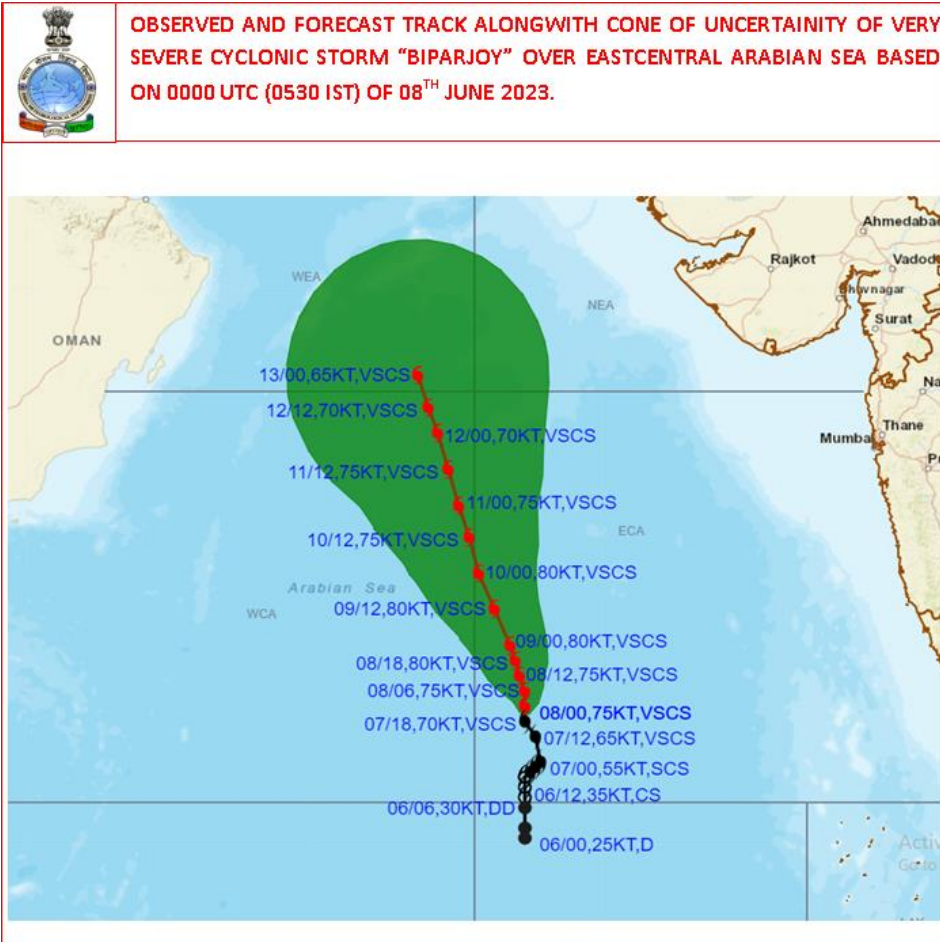 OBSERVED AND FORECAST TRACK ALONGWITH CONE OF UNCERTAINITY OF VERY
SEVERE CYCLONIC STORM “BIPARJOY” OVER EASTCENTRAL ARABIAN SEA BASED
ON 0000 UTC (0530 IST) OF 08TH JUNE 2023.
Ahmedabad
Rajkot
Vadod
WEA
Bhavnagar
NEA
Surat
OMAN
13/00,65KT,VSCS
Na
12/12,70KT,VSCS
Thane
12/00,70KT,VSCS
Mumbai
11/12,75KT,VSCS
11/00,75KT,VSCS
ECA
10/12,75KT,VSCS
10/00,80KT,VSCS
Arabian Sea
09/12,80KT,VSCS
WCA
09/00,80KT,VSCS
08/18,80KT,VSCS
08/12,75KT,VSCS
08/06,75KT,VSCS
08/00,75KT,VSCS
07/18,70KT,VSCS
07/12,65KT,VSCS
07/00,55KT,SCS
06/12,35KT,CS
06/06,30KT,DD
06/00,25KT,D
Activ
Go to